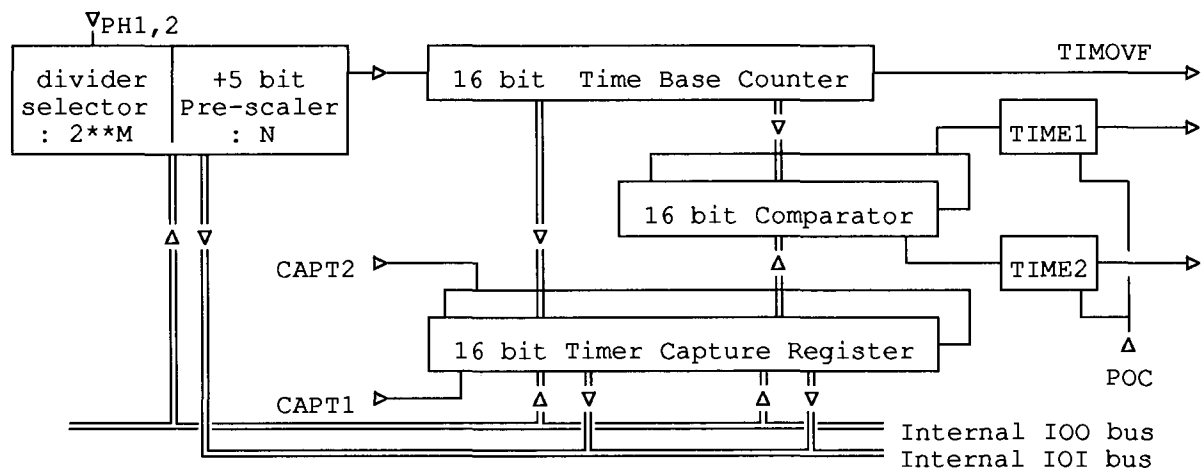 PH1,2
divider
selector
: 2**M
+5 bit
Pre-scaler
: N
16 bit Time Base Counter
TIMOVF
TIME1
16 bit Comparator
TIME2
CAPT2
16 bit Timer Capture Register
CAPT1
POC
Internal IOO bus
Internal IOI bus